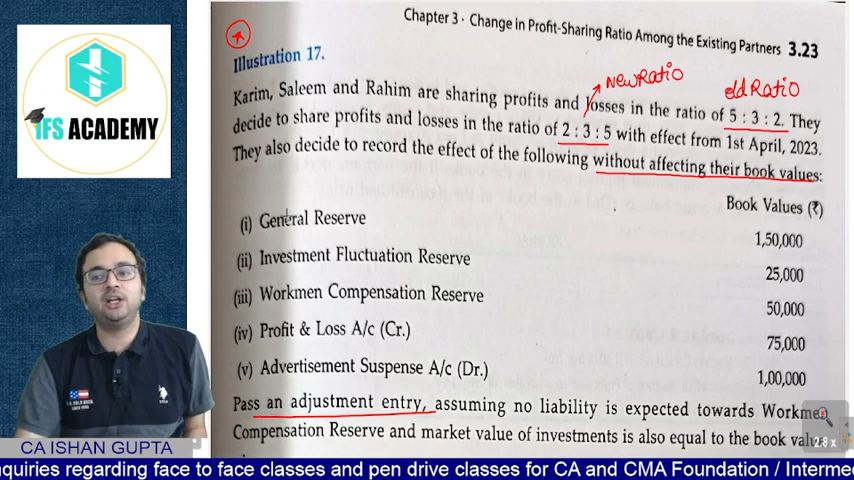 Chapter 3 · Change in Profit-Sharing Ratio Among the Existing Partners 3.23
Illustration 17.
New Ratio
old Ratio
Karim, Saleem and Rahim are sharing profits and losses in the ratio of 5 : 3 : 2. They
decide to share profits and losses in the ratio of 2 : 3 : 5 with effect from 1st April, 2023.
They also decide to record the effect of the following without affecting their book values:
Book Values (₹)
(i) General Reserve 1,50,000
(ii) Investment Fluctuation Reserve 25,000
(iii) Workmen Compensation Reserve 50,000
(iv) Profit & Loss A/c (Cr.) 75,000
(v) Advertisement Suspense A/c (Dr.) 1,00,000
Pass an adjustment entry, assuming no liability is expected towards Workmen
Compensation Reserve and market value of investments is also equal to the book
2.8 x
IFS ACADEMY
CA ISHAN GUPTA
nquiries regarding face to face classes and pen drive classes for CA and CMA Foundation / Interme